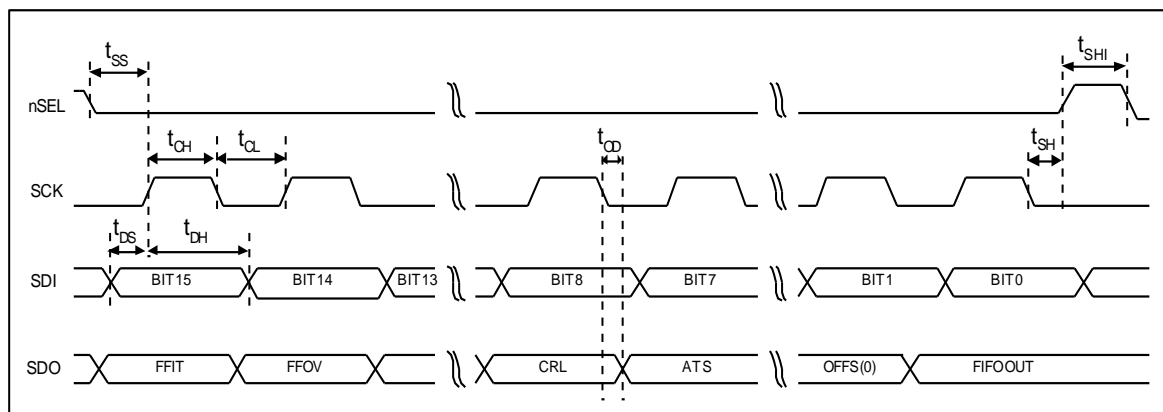 tSS
tSHI
nSEL
tCH
tCL
tCD
tSH
SCK
tDS
tDH
SDI
BIT15
BIT14
BIT13
BIT8
BIT7
BIT1
BIT0
SDO
FFIT
FFOV
CRL
ATS
OFFS(0)
FIFOOUT